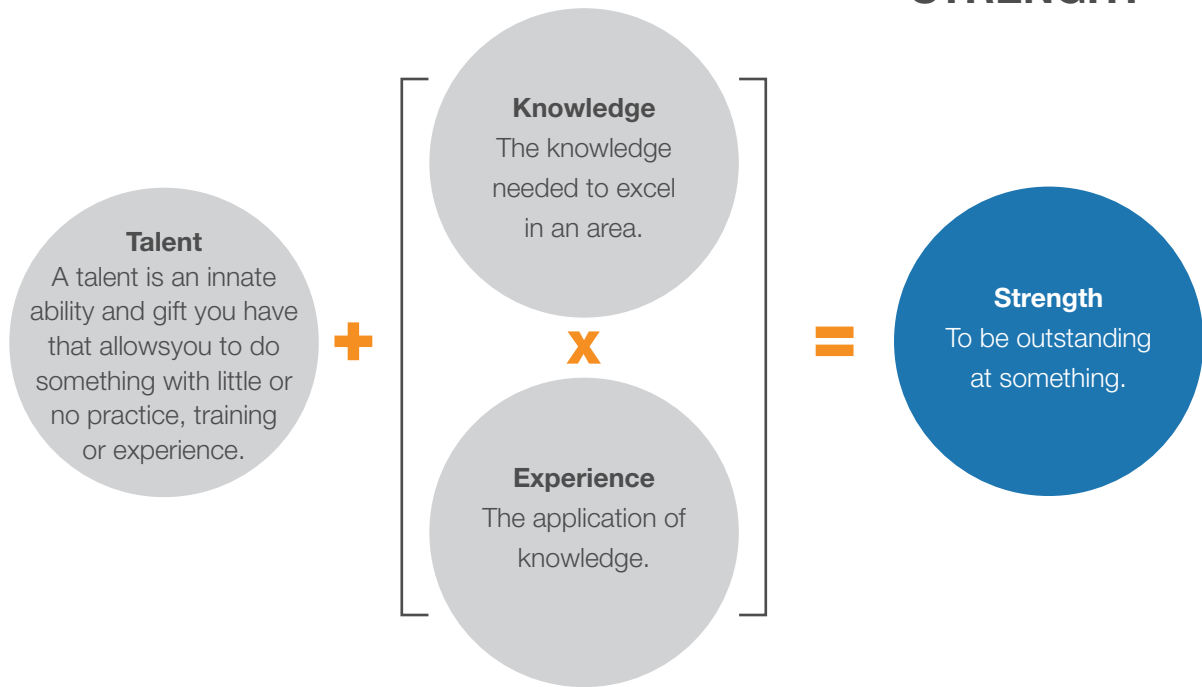 STRENGTH
Knowledge
The knowledge
needed to excel
in an area.
Talent
A talent is an innate
ability and gift you have
that allowsyou to do
something with little or
no practice, training
or experience.
+
x
=
Strength
To be outstanding
at something.
Experience
The application of
knowledge.